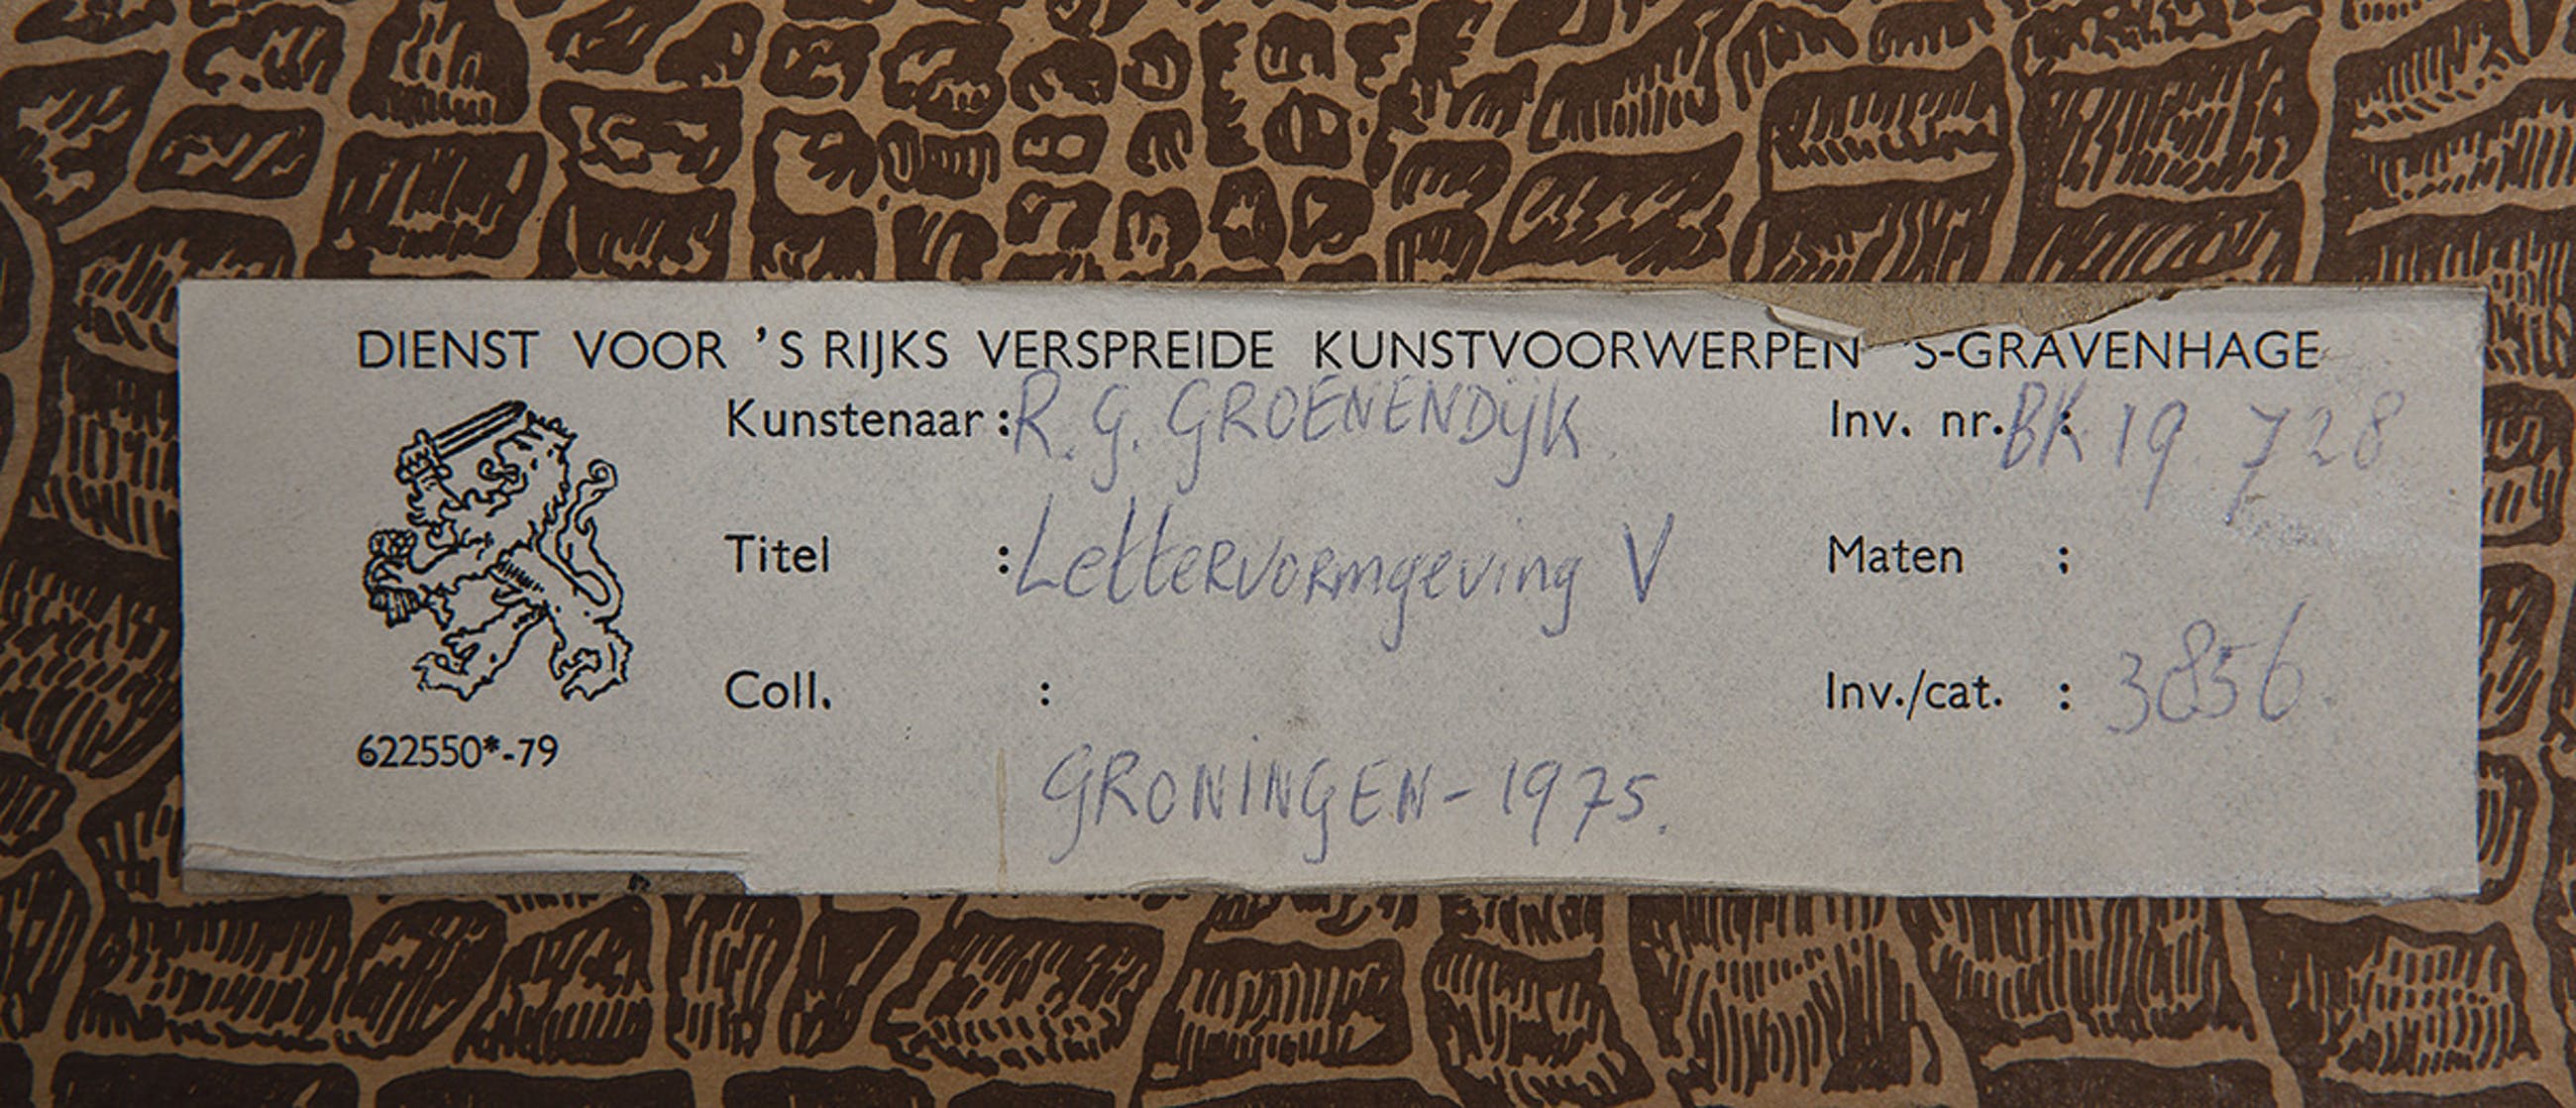 DIENST VOOR 'S RIJKS VERSPREIDE KUNSTVOORWERPEN 'S-GRAVENHAGE
Kunstenaar : R. G. GROENENDIJK Inv. nr. : BK 19 728
Titel : Lettervormgeving V Maten :
Coll. : Inv./cat. : 3856.
622550*-79
GRONINGEN - 1975.